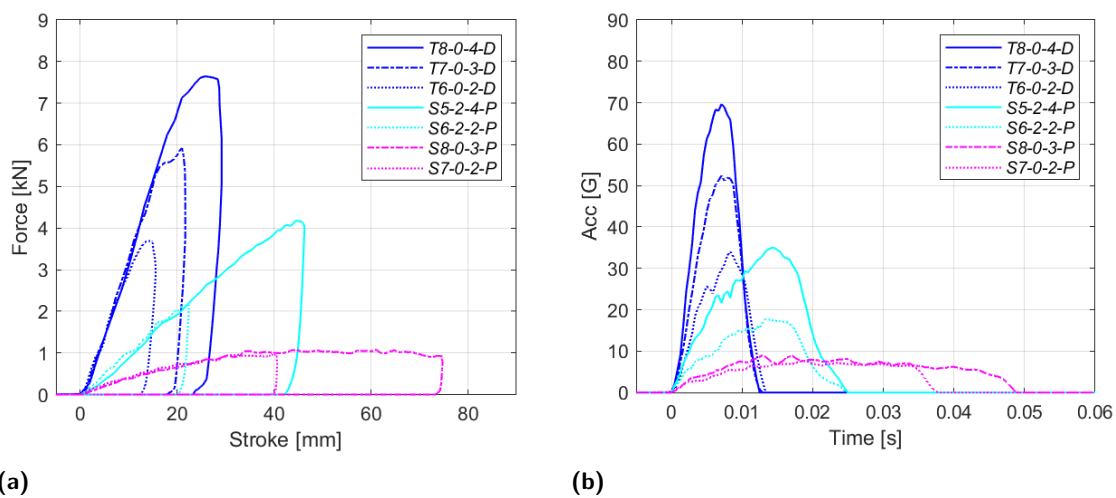 9
8
7
6
5
4
3
2
1
0
Force [kN]
0 20 40 60 80
Stroke [mm]
T8-0-4-D
T7-0-3-D
T6-0-2-D
S5-2-4-P
S6-2-2-P
S8-0-3-P
S7-0-2-P
(a)
90
80
70
60
50
40
30
20
10
0
Acc [G]
0 0.01 0.02 0.03 0.04 0.05 0.06
Time [s]
T8-0-4-D
T7-0-3-D
T6-0-2-D
S5-2-4-P
S6-2-2-P
S8-0-3-P
S7-0-2-P
(b)